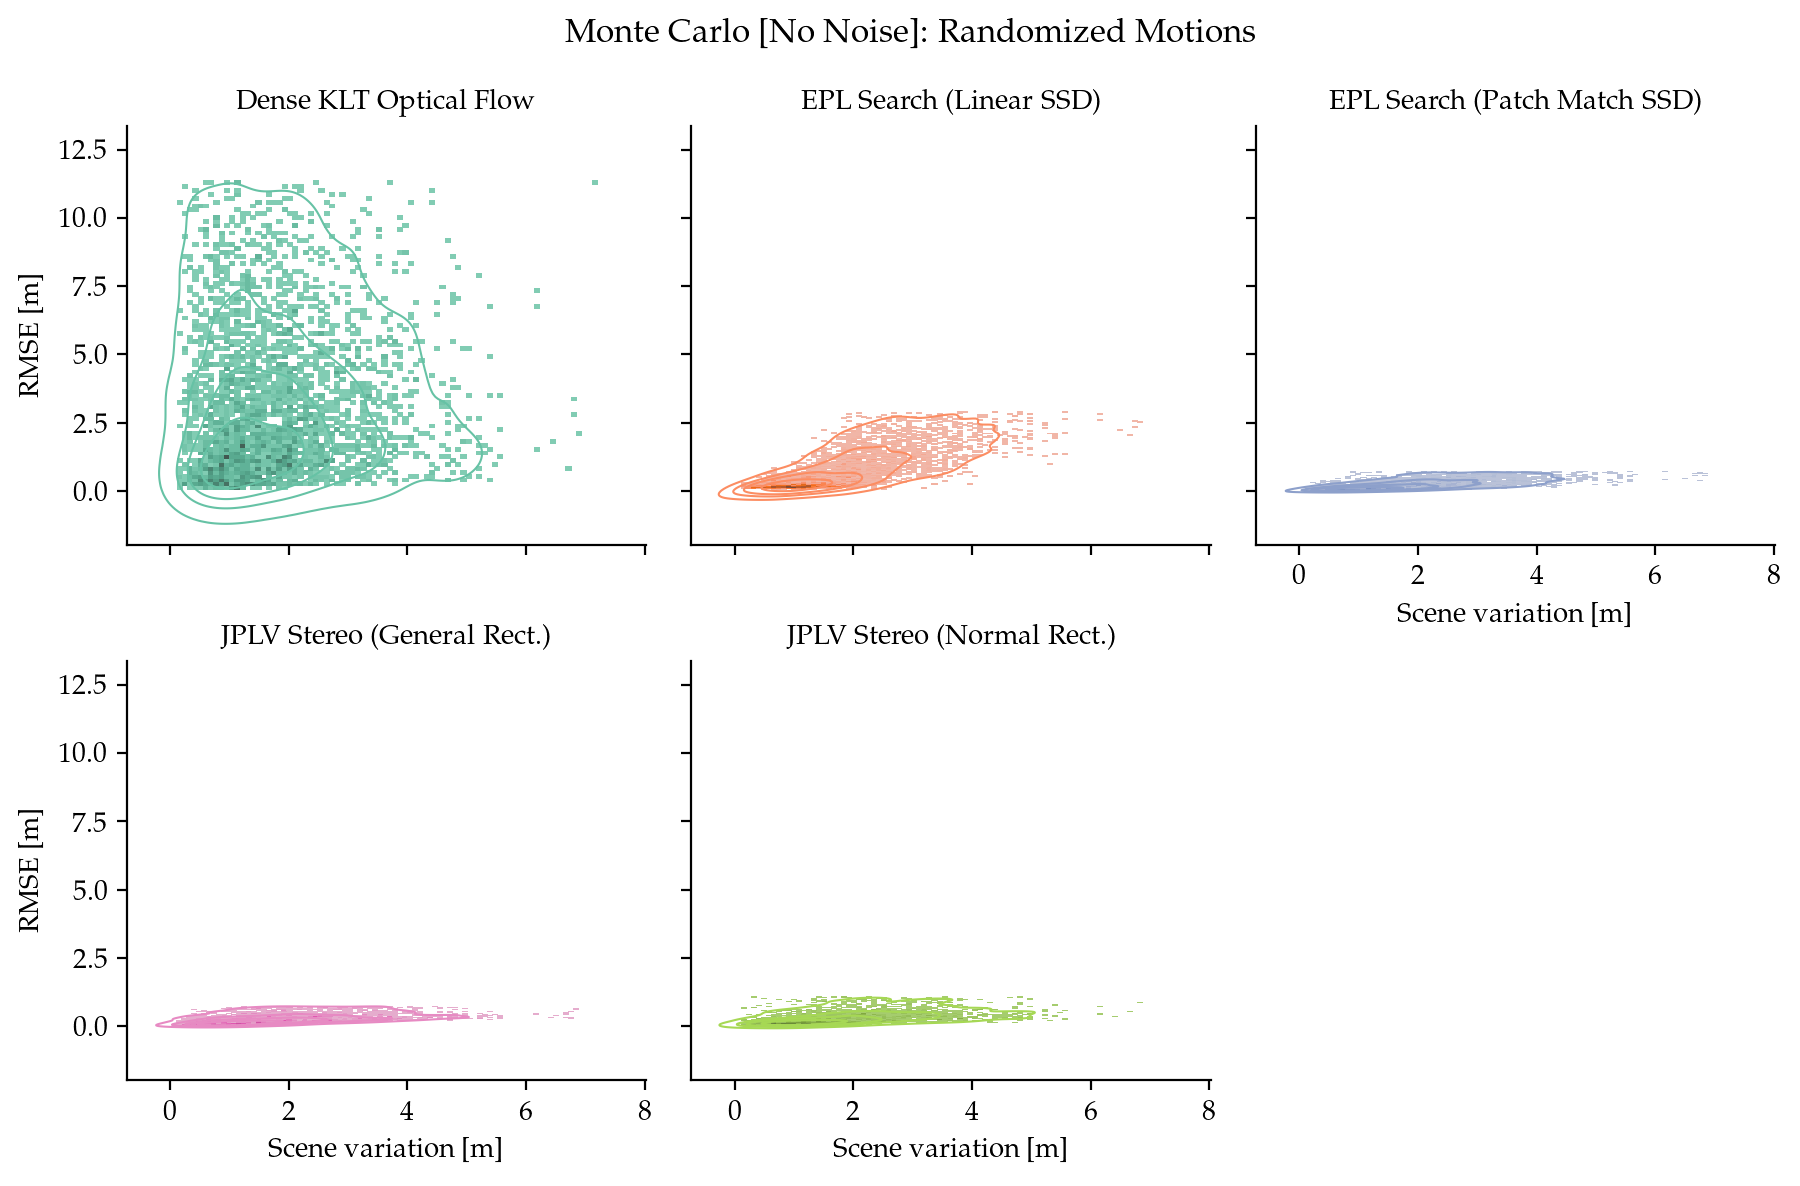 Monte Carlo [No Noise]: Randomized Motions
Dense KLT Optical Flow
EPL Search (Linear SSD)
EPL Search (Patch Match SSD)
12.5
10.0
7.5
5.0
2.5
0.0
RMSE [m]
0 2 4 6 8
Scene variation [m]
JPLV Stereo (General Rect.)
JPLV Stereo (Normal Rect.)
12.5
10.0
7.5
5.0
2.5
0.0
RMSE [m]
0 2 4 6 8
Scene variation [m]
0 2 4 6 8
Scene variation [m]